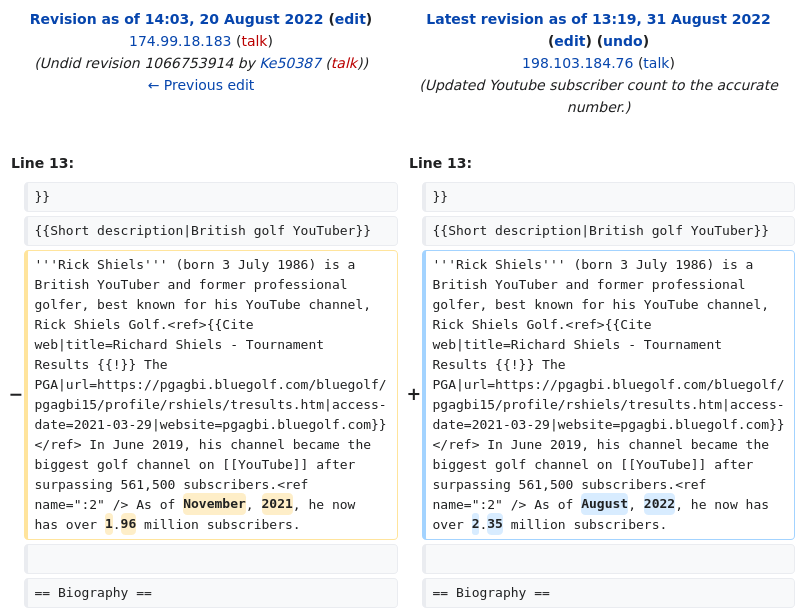 Revision as of 14:03, 20 August 2022 (edit)
174.99.18.183 (talk)
(Undid revision 1066753914 by Ke50387 (talk))
← Previous edit
Latest revision as of 13:19, 31 August 2022
(edit) (undo)
198.103.184.76 (talk)
(Updated Youtube subscriber count to the accurate
number.)
Line 13:
}}
{{Short description|British golf YouTuber}}
−
'''Rick Shiels''' (born 3 July 1986) is a
British YouTuber and former professional
golfer, best known for his YouTube channel,
Rick Shiels Golf.<ref>{{Cite
web|title=Richard Shiels - Tournament
Results {{!}} The
PGA|url=https://pgagbi.bluegolf.com/bluegolf/
pgagbi15/profile/rshiels/tresults.htm|access-
date=2021-03-29|website=pgagbi.bluegolf.com}}
</ref> In June 2019, his channel became the
biggest golf channel on [[YouTube]] after
surpassing 561,500 subscribers.<ref
name=":2" /> As of November, 2021, he now
has over 1.96 million subscribers.
== Biography ==
Line 13:
}}
{{Short description|British golf YouTuber}}
+
'''Rick Shiels''' (born 3 July 1986) is a
British YouTuber and former professional
golfer, best known for his YouTube channel,
Rick Shiels Golf.<ref>{{Cite
web|title=Richard Shiels - Tournament
Results {{!}} The
PGA|url=https://pgagbi.bluegolf.com/bluegolf/
pgagbi15/profile/rshiels/tresults.htm|access-
date=2021-03-29|website=pgagbi.bluegolf.com}}
</ref> In June 2019, his channel became the
biggest golf channel on [[YouTube]] after
surpassing 561,500 subscribers.<ref
name=":2" /> As of August, 2022, he now has
over 2.35 million subscribers.
== Biography ==